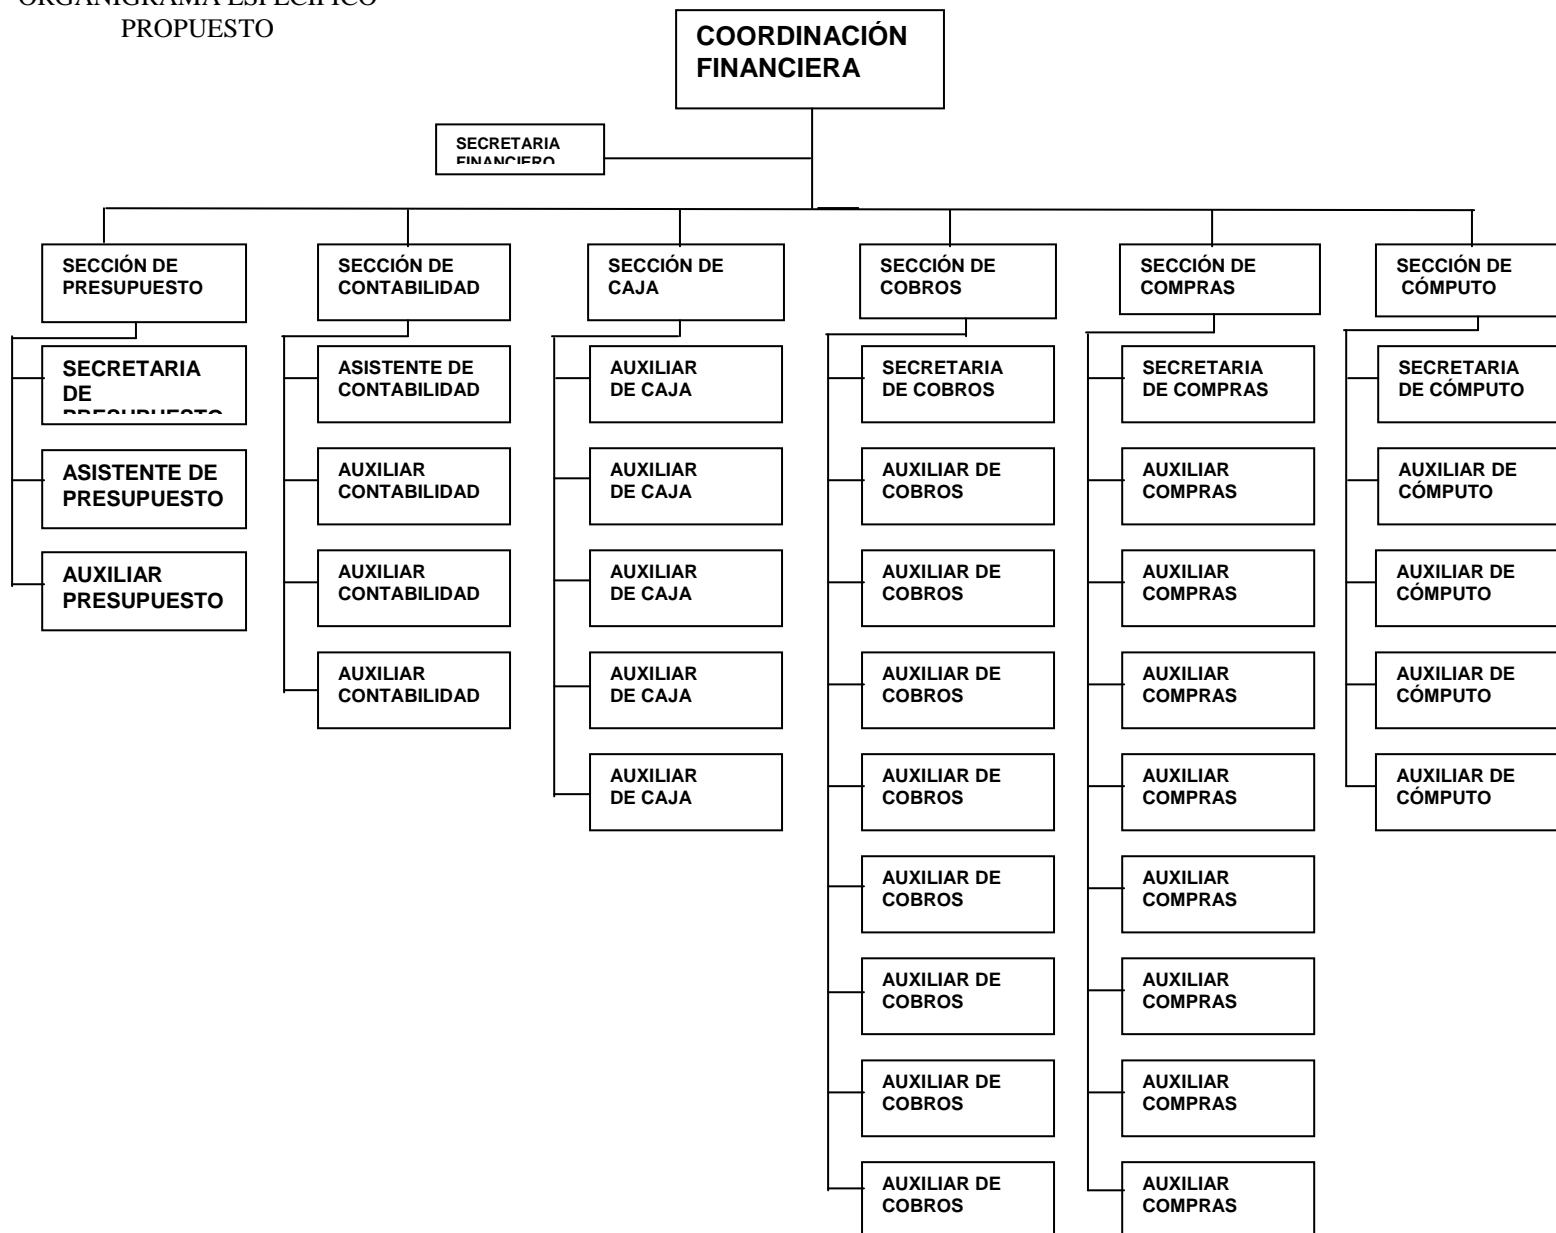 ORGANIGRAMA ESPECIFICO
PROPUESTO
COORDINACIÓN
FINANCIERA
SECRETARIA
FINANCIERO
SECCIÓN DE
PRESUPUESTO
SECCIÓN DE
CONTABILIDAD
SECCIÓN DE
CAJA
SECCIÓN DE
COBROS
SECCIÓN DE
COMPRAS
SECCIÓN DE
CÓMPUTO
SECRETARIA
DE
PRESUPUESTO
ASISTENTE DE
PRESUPUESTO
AUXILIAR
PRESUPUESTO
ASISTENTE DE
CONTABILIDAD
AUXILIAR
CONTABILIDAD
AUXILIAR
CONTABILIDAD
AUXILIAR
CONTABILIDAD
AUXILIAR
DE CAJA
AUXILIAR
DE CAJA
AUXILIAR
DE CAJA
AUXILIAR
DE CAJA
AUXILIAR
DE CAJA
SECRETARIA
DE COBROS
AUXILIAR DE
COBROS
AUXILIAR DE
COBROS
AUXILIAR DE
COBROS
AUXILIAR DE
COBROS
AUXILIAR DE
COBROS
AUXILIAR DE
COBROS
AUXILIAR DE
COBROS
AUXILIAR DE
COBROS
SECRETARIA
DE COMPRAS
AUXILIAR
COMPRAS
AUXILIAR
COMPRAS
AUXILIAR
COMPRAS
AUXILIAR
COMPRAS
AUXILIAR
COMPRAS
AUXILIAR
COMPRAS
AUXILIAR
COMPRAS
AUXILIAR
COMPRAS
SECRETARIA
DE CÓMPUTO
AUXILIAR DE
CÓMPUTO
AUXILIAR DE
CÓMPUTO
AUXILIAR DE
CÓMPUTO
AUXILIAR DE
CÓMPUTO